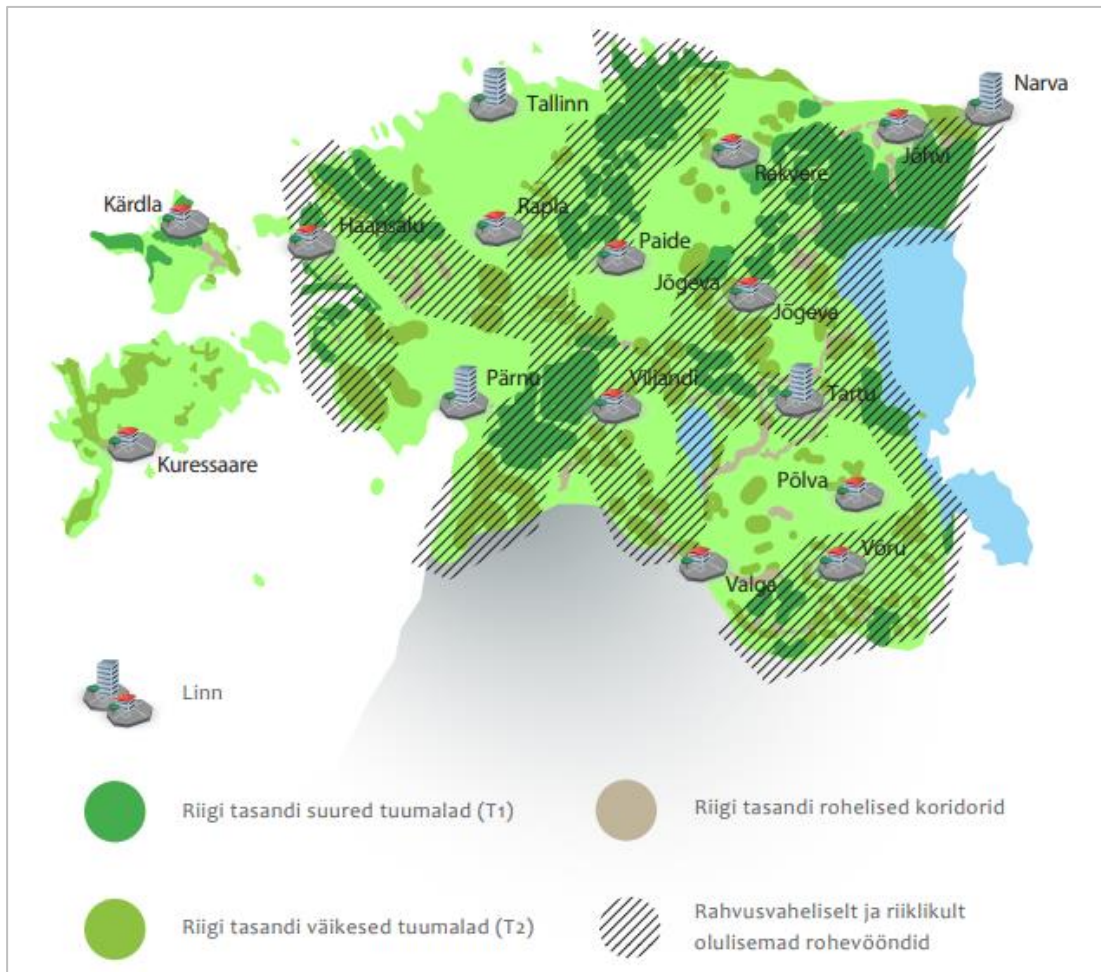 Tallinn
Narva
Rakvere
Jõhvi
Kärdla
Haapsalu
Rapla
Paide
Jõgeva
Jõgeva
Pärnu
Viljandi
Tartu
Kuressaare
Põlva
Valga
Võru
Linn
Riigi tasandi suured tuumalad (T1)
Riigi tasandi rohelised koridorid
Riigi tasandi väikesed tuumalad (T2)
Rahvusvaheliselt ja riiklikult
olulisemad rohevööndid